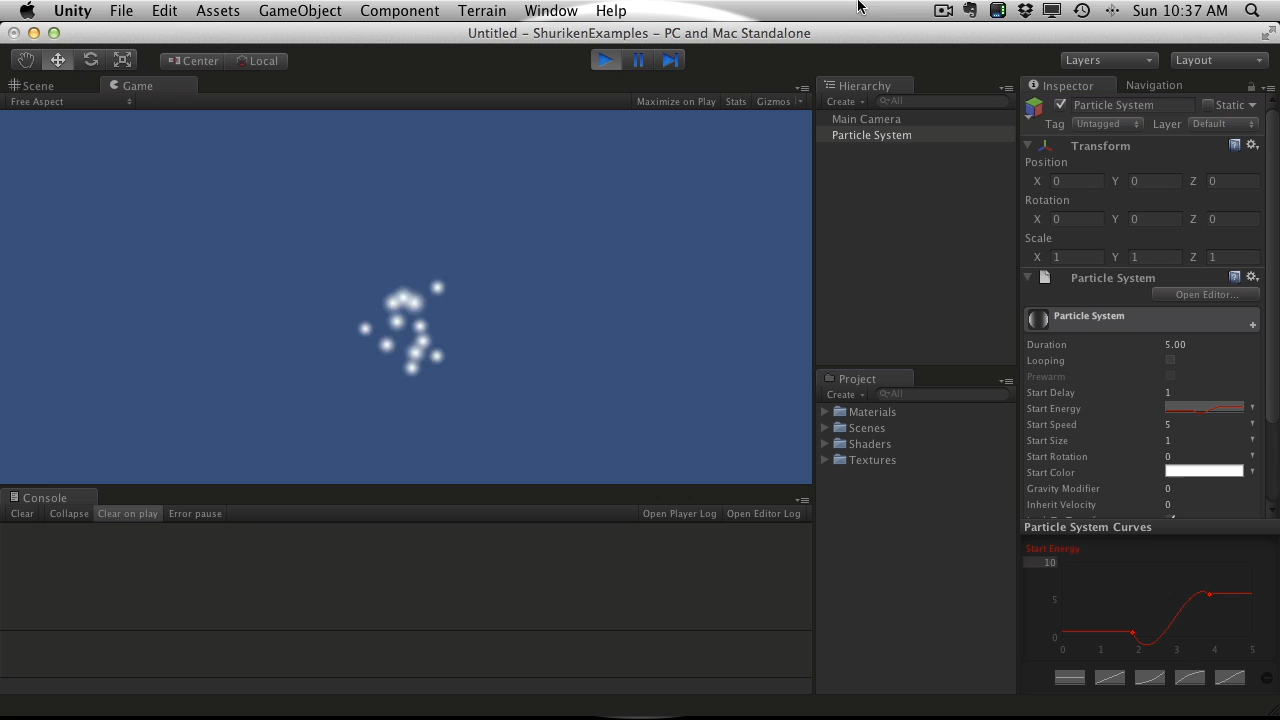 Unity File Edit Assets GameObject Component Terrain Window Help Sun 10:37 AM
Untitled – ShurikenExamples – PC and Mac Standalone
Center Local Layers Layout
Scene Game
Free Aspect Maximize on Play Stats Gizmos
Hierarchy
Create All
Main Camera
Particle System
Project
Create All
Materials
Scenes
Shaders
Textures
Inspector Navigation
Particle System Static
Tag Untagged Layer Default
Transform
Position
X 0 Y 0 Z 0
Rotation
X 0 Y 0 Z 0
Scale
X 1 Y 1 Z 1
Particle System
Open Editor...
Particle System
Duration 5.00
Looping
Prewarm
Start Delay 1
Start Energy
Start Speed 5
Start Size 1
Start Rotation 0
Start Color
Gravity Modifier 0
Inherit Velocity 0
Particle System Curves
Start Energy
10
5
0
0 1 2 3 4 5
Console
Clear Collapse Clear on play Error pause Open Player Log Open Editor Log